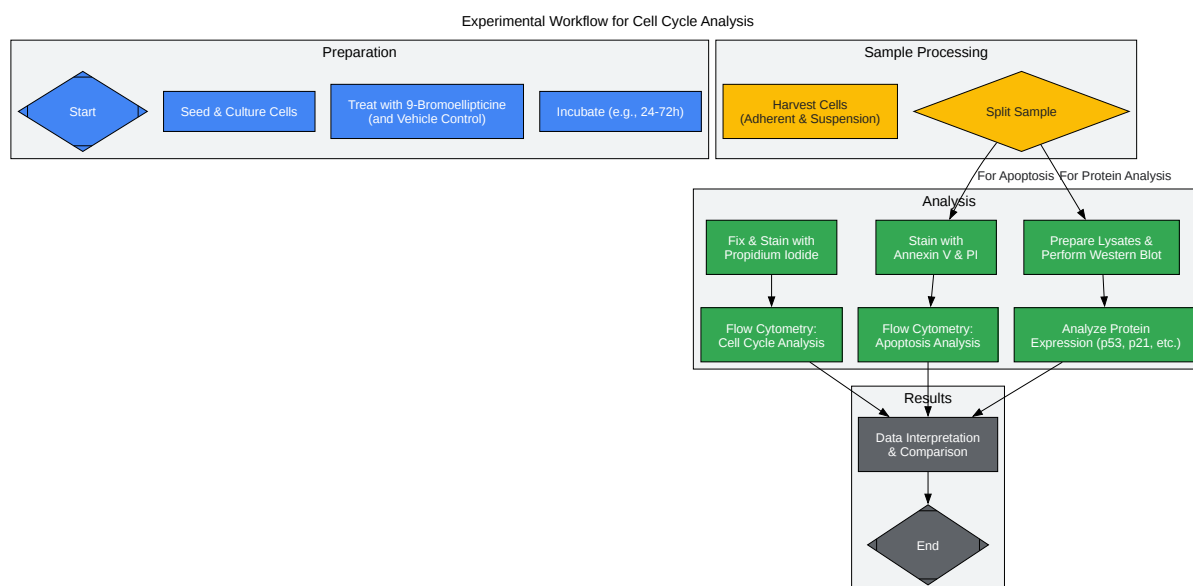 Experimental Workflow for Cell Cycle Analysis
Preparation
Sample Processing
Start
Seed & Culture Cells
Treat with 9-Bromoellipticine
(and Vehicle Control)
Incubate (e.g., 24-72h)
Harvest Cells
(Adherent & Suspension)
Split Sample
For Apoptosis
For Protein Analysis
Analysis
Fix & Stain with
Propidium Iodide
Stain with
Annexin V & PI
Prepare Lysates &
Perform Western Blot
Flow Cytometry:
Cell Cycle Analysis
Flow Cytometry:
Apoptosis Analysis
Analyze Protein
Expression (p53, p21, etc.)
Results
Data Interpretation
& Comparison
End